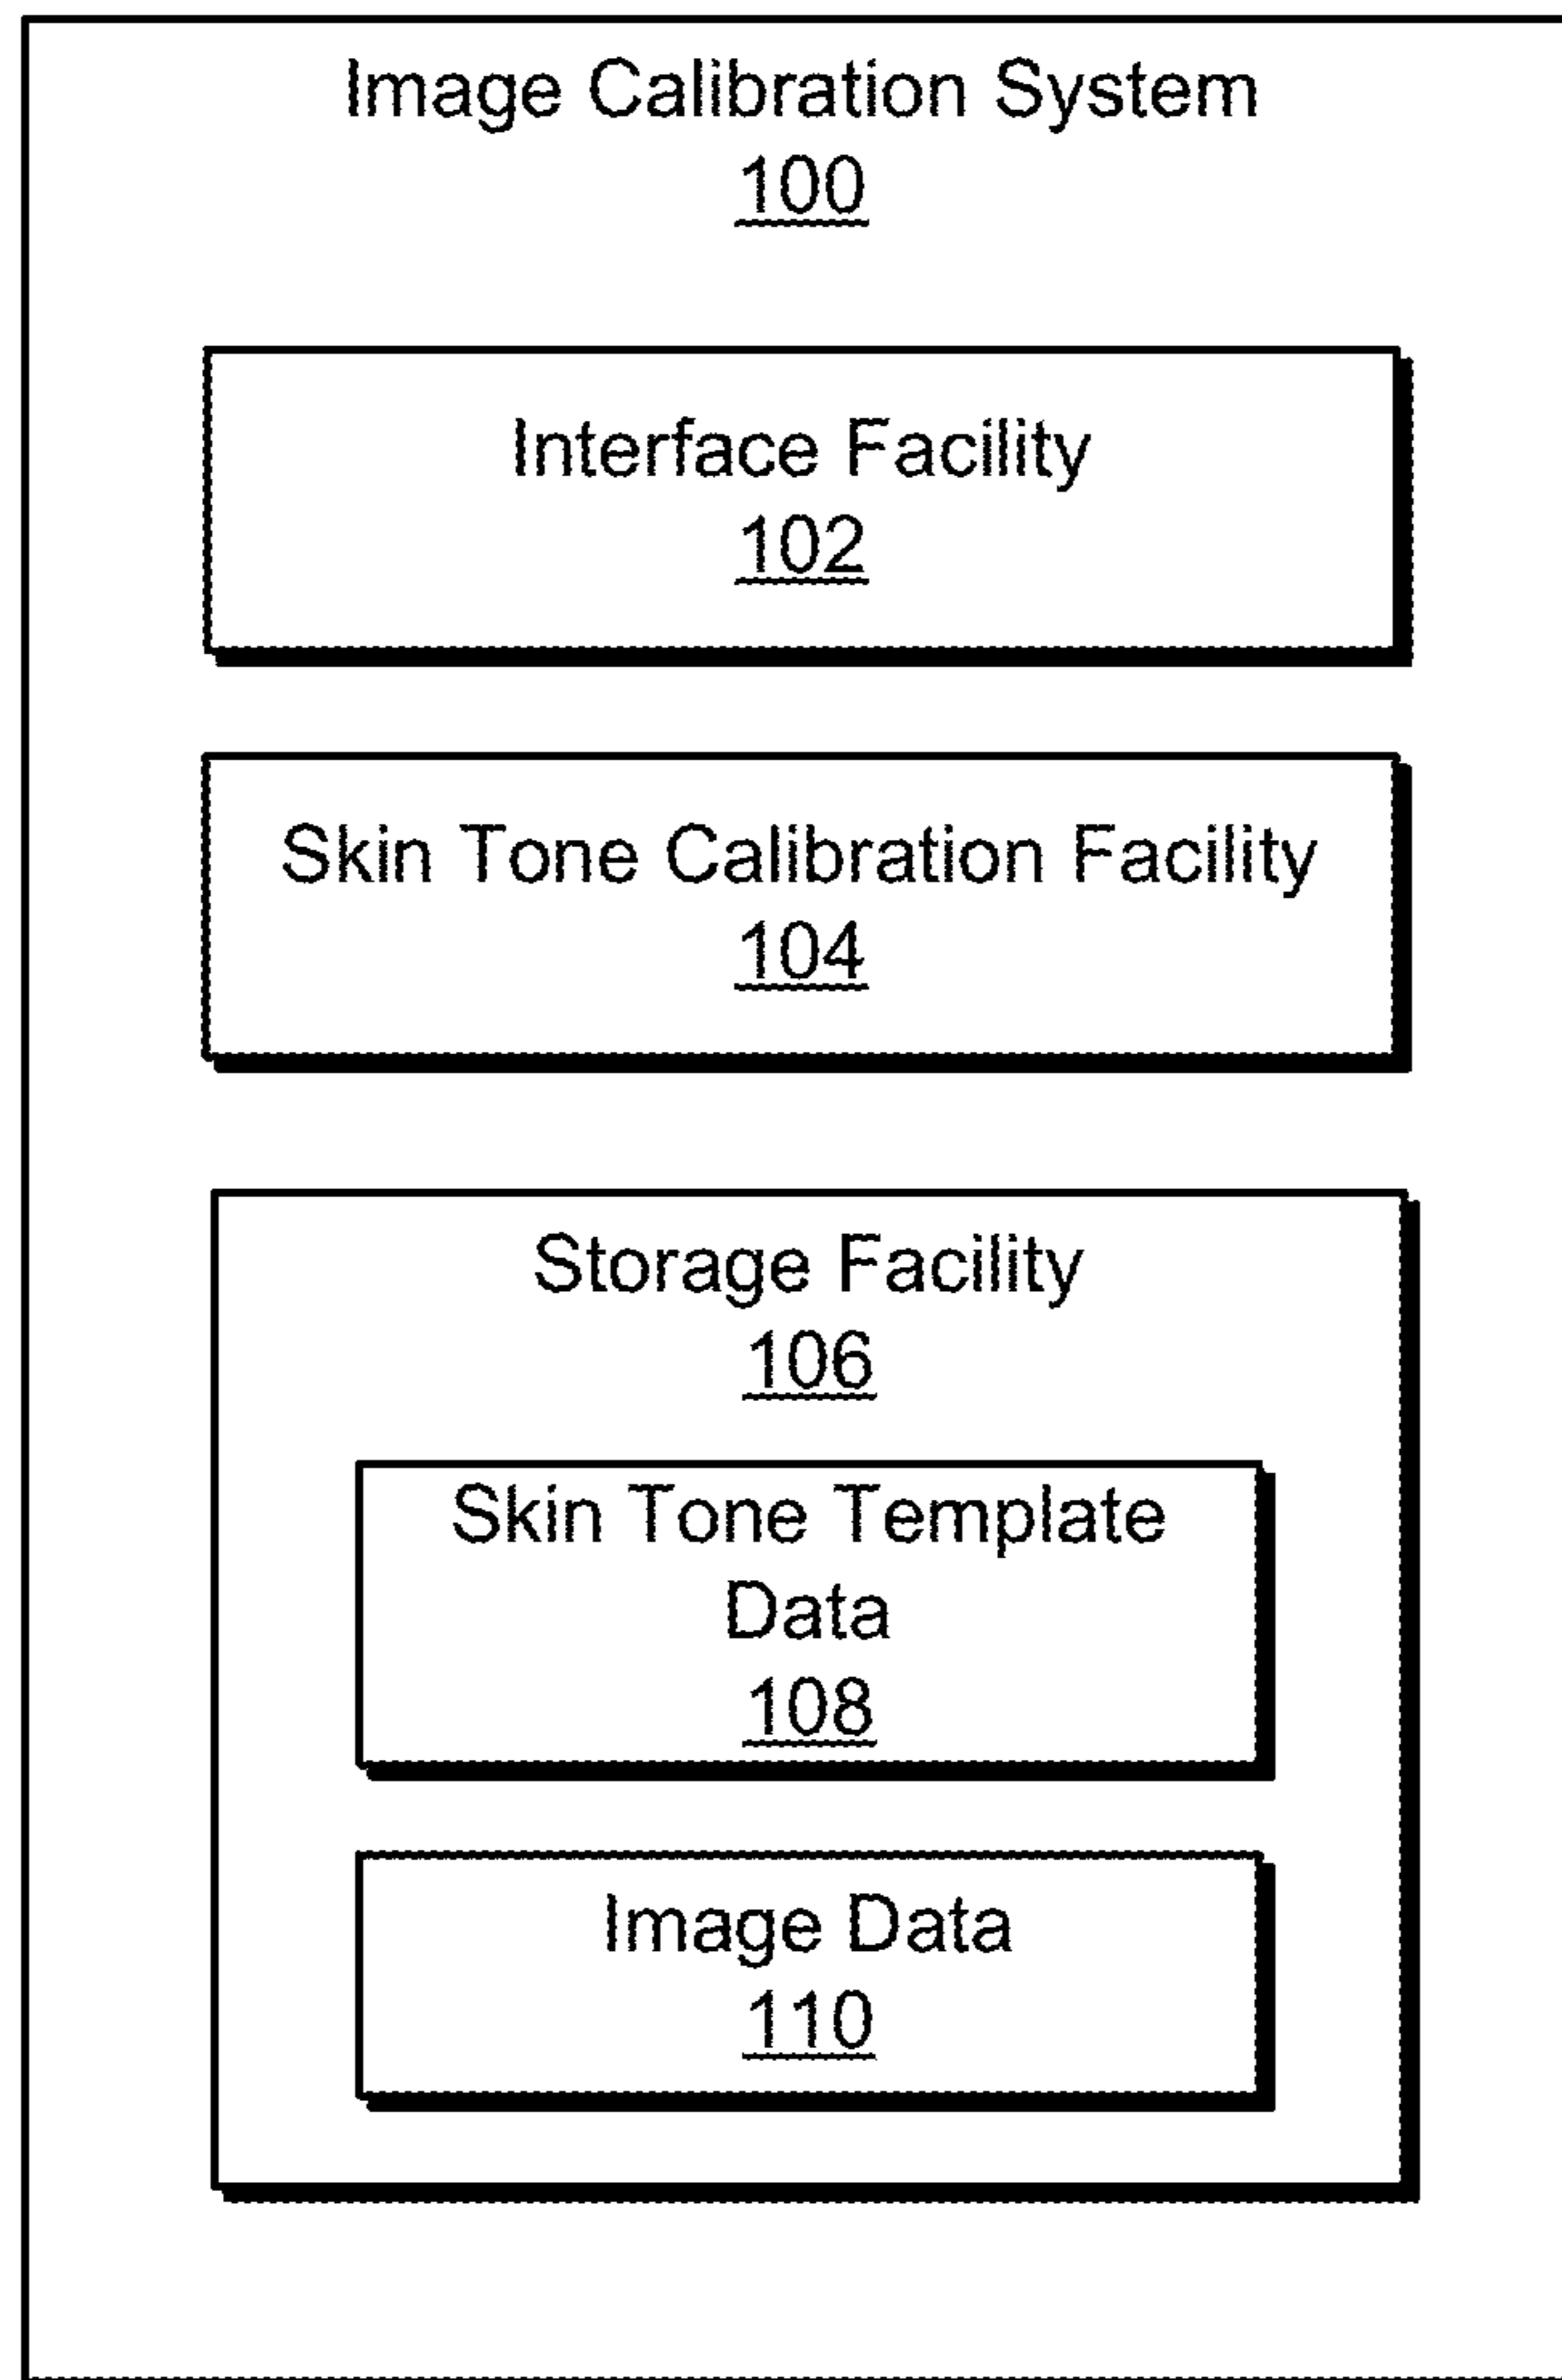 Image Calibration System
100
Interface Facility
102
Skin Tone Calibration Facility
104
Storage Facility
106
Skin Tone Template
Data
108
Image Data
110